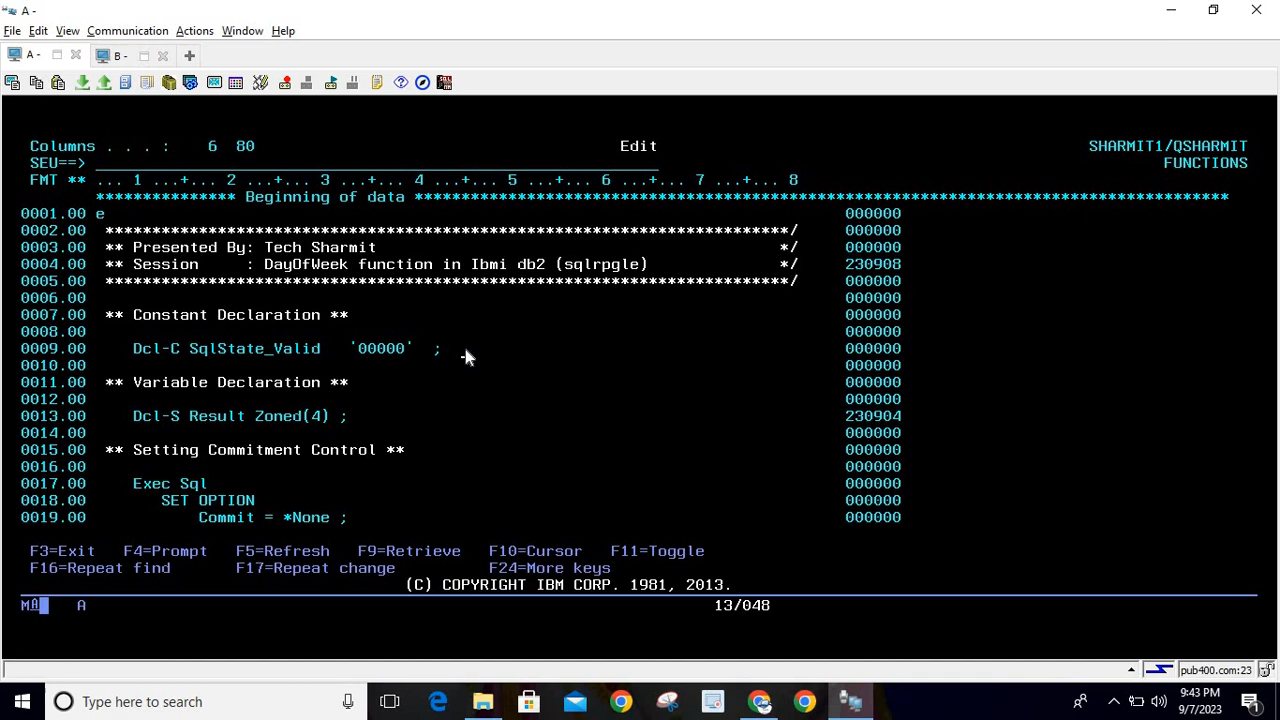 A -
File Edit View Communication Actions Window Help
A - B -
Columns . . . : 6 80 Edit SHARMIT1/QSHARMIT
SEU==> FUNCTIONS
FMT ** ... 1 ...+... 2 ...+... 3 ...+... 4 ...+... 5 ...+... 6 ...+... 7 ...+... 8
*************** Beginning of data ***************************************************************************************
0001.00 e 000000
0002.00 *************************************************************************/ 000000
0003.00 ** Presented By: Tech Sharmit */ 000000
0004.00 ** Session : DayOfWeek function in Ibmi db2 (sqlrpgle) */ 230908
0005.00 *************************************************************************/ 000000
0006.00 000000
0007.00 ** Constant Declaration ** 000000
0008.00 000000
0009.00 Dcl-C SqlState_Valid '00000' ; 000000
0010.00 000000
0011.00 ** Variable Declaration ** 000000
0012.00 000000
0013.00 Dcl-S Result Zoned(4) ; 230904
0014.00 000000
0015.00 ** Setting Commitment Control ** 000000
0016.00 000000
0017.00 Exec Sql 000000
0018.00 SET OPTION 000000
0019.00 Commit = *None ; 000000
F3=Exit F4=Prompt F5=Refresh F9=Retrieve F10=Cursor F11=Toggle
F16=Repeat find F17=Repeat change F24=More keys
(C) COPYRIGHT IBM CORP. 1981, 2013.
MA A 13/048
pub400.com:23
Type here to search
9:43 PM
9/7/2023
1